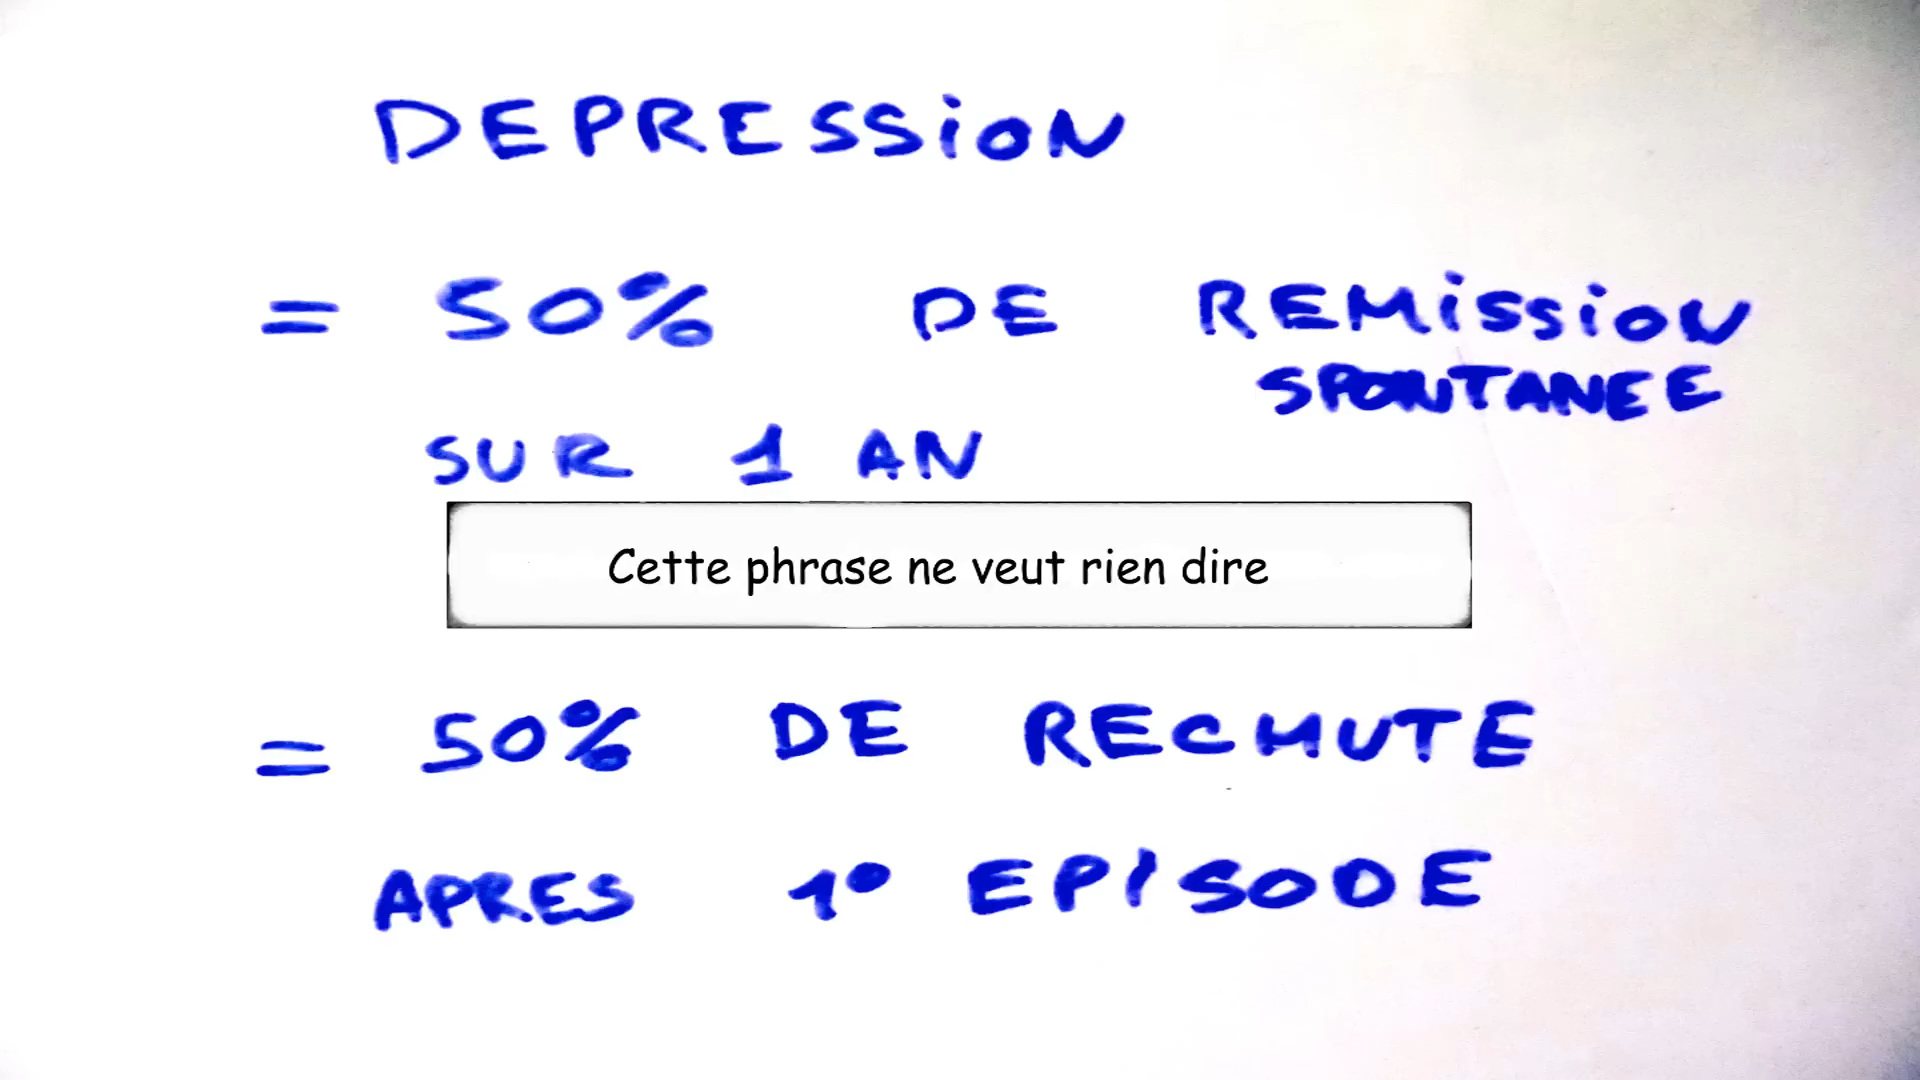 DEPRESSiON
= 50% DE REMiSSiON
SPONTANEE
SUR 1 AN
Cette phrase ne veut rien dire
= 50% DE RECHUTE
APRES 1° EPISODE